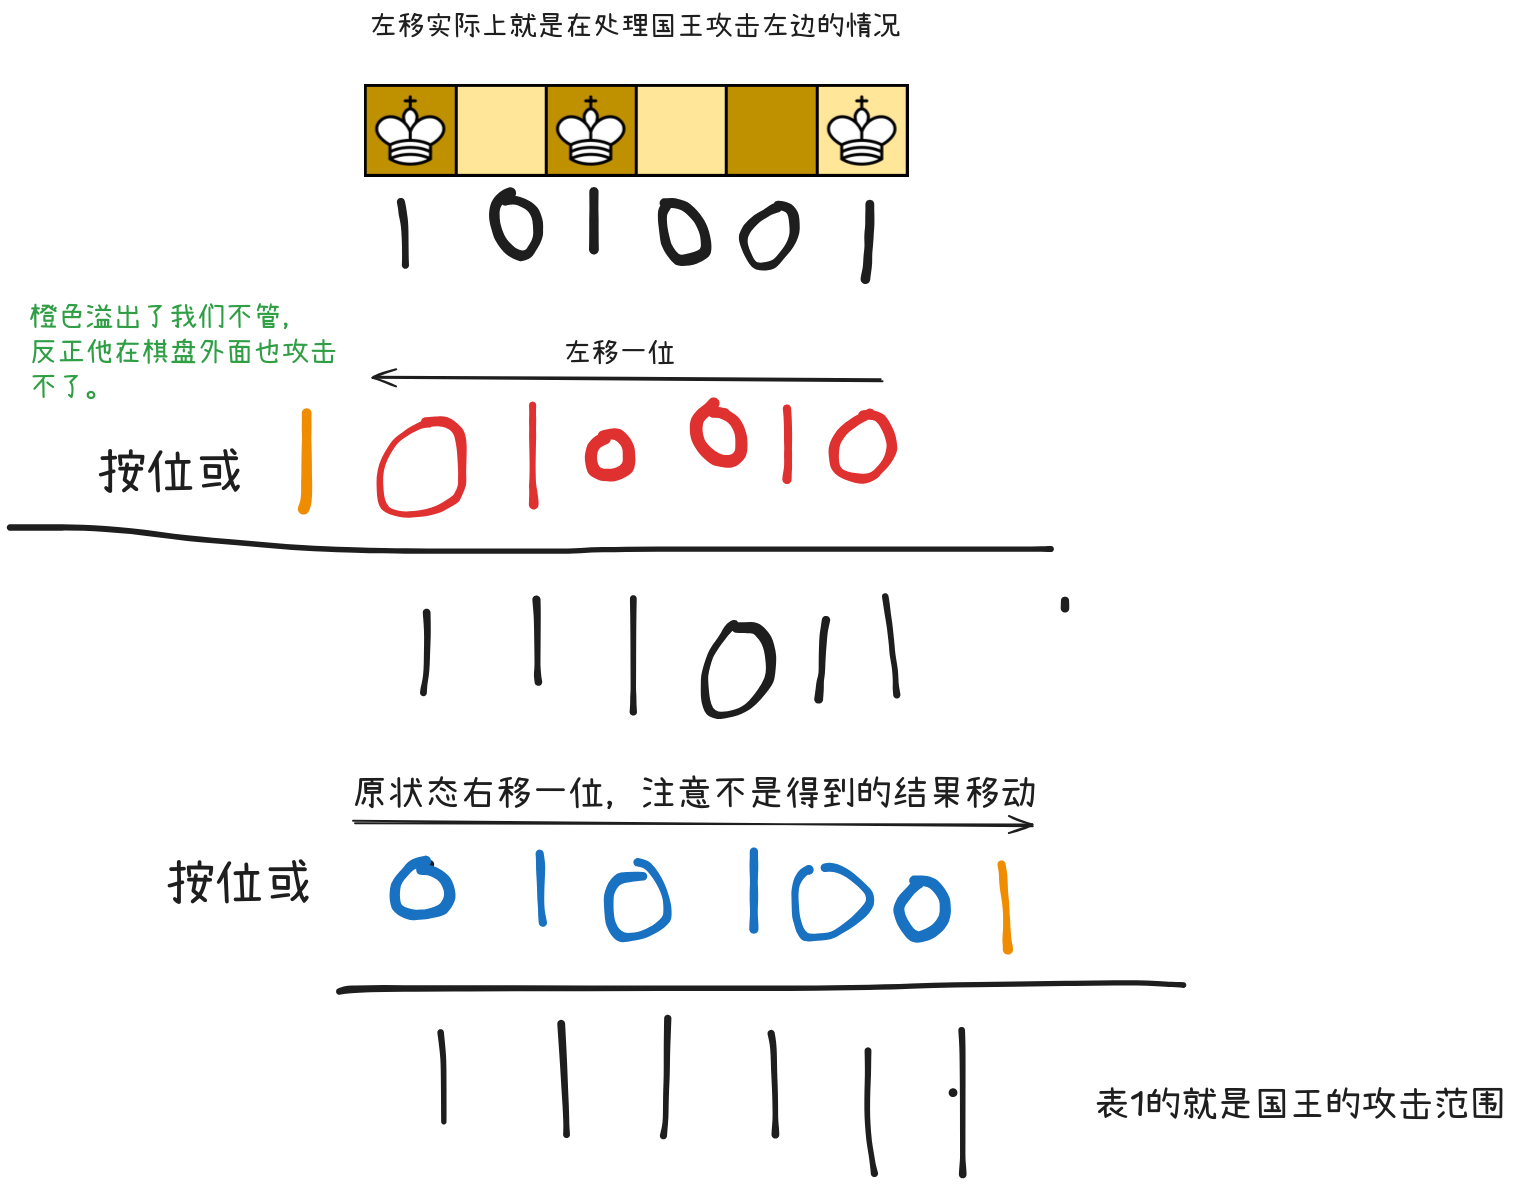 左移实际上就是在处理国王攻击左边的情况
1 0 1 0 0 1
橙色溢出了我们不管，
反正他在棋盘外面也攻击
不了。
左移一位
按位或 1 0 1 0 0 1 0
1 1 1 0 1 1
原状态右移一位，注意不是得到的结果移动
按位或 0 1 0 1 0 0 1
1 1 1 1 1 1
表1的就是国王的攻击范围